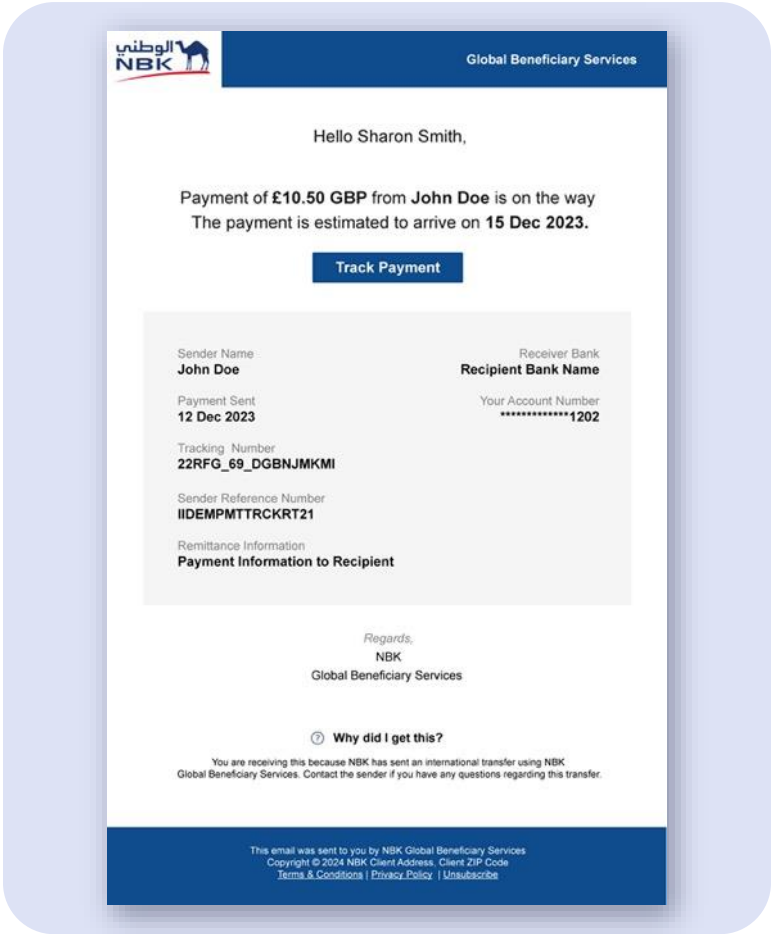 الوطني
NBK
Global Beneficiary Services
Hello Sharon Smith,
Payment of £10.50 GBP from John Doe is on the way
The payment is estimated to arrive on 15 Dec 2023.
Track Payment
Sender Name
John Doe
Receiver Bank
Recipient Bank Name
Payment Sent
12 Dec 2023
Your Account Number
*************1202
Tracking Number
22RFG_69_DGBNJMKMI
Sender Reference Number
IIDEMPMTTRCKRT21
Remittance Information
Payment Information to Recipient
Regards,
NBK
Global Beneficiary Services
? Why did I get this?
You are receiving this because NBK has sent an international transfer using NBK
Global Beneficiary Services. Contact the sender if you have any questions regarding this transfer.
This email was sent to you by NBK Global Beneficiary Services
Copyright © 2024 NBK Client Address, Client ZIP Code
Terms & Conditions | Privacy Policy | Unsubscribe